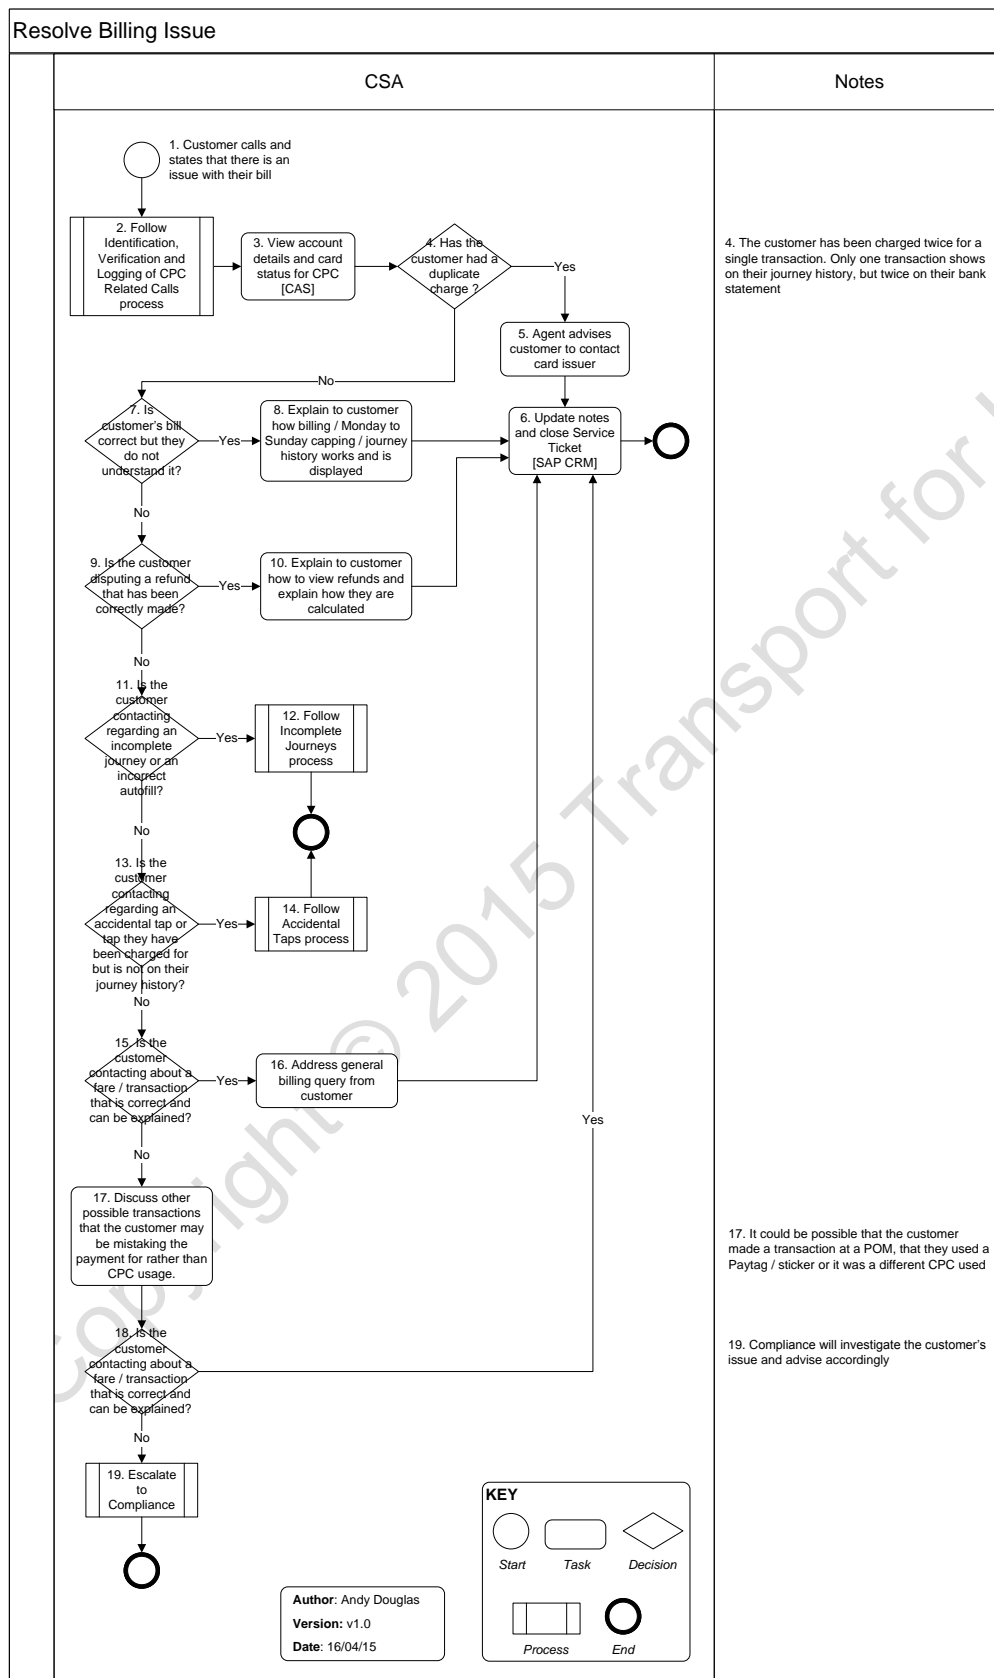 Resolve Billing Issue
CSA
Notes
1. Customer calls and
states that there is an
issue with their bill
2. Follow
Identification,
Verification and
Logging of CPC
Related Calls
process
3. View account
details and card
status for CPC
[CAS]
4. Has the
customer had a
duplicate
charge ?
Yes
4. The customer has been charged twice for a
single transaction. Only one transaction shows
on their journey history, but twice on their bank
statement
5. Agent advises
customer to contact
card issuer
No
7. Is
customer's bill
correct but they
do not
understand it?
Yes
8. Explain to customer
how billing / Monday to
Sunday capping / journey
history works and is
displayed
6. Update notes
and close Service
Ticket
[SAP CRM]
No
9. Is the customer
disputing a refund
that has been
correctly made?
Yes
10. Explain to customer
how to view refunds and
explain how they are
calculated
No
11. Is the
customer
contacting
regarding an
incomplete
journey or an
incorrect
autofill?
Yes
12. Follow
Incomplete
Journeys
process
No
13. Is the
customer
contacting
regarding an
accidental tap or
tap they have
been charged for
but is not on their
journey history?
Yes
14. Follow
Accidental
Taps process
No
15. Is the
customer
contacting about a
fare / transaction
that is correct and
can be explained?
Yes
16. Address general
billing query from
customer
Yes
No
17. Discuss other
possible transactions
that the customer may
be mistaking the
payment for rather than
CPC usage.
17. It could be possible that the customer
made a transaction at a POM, that they used a
Paytag / sticker or it was a different CPC used
18. Is the
customer
contacting about a
fare / transaction
that is correct and
can be explained?
19. Compliance will investigate the customer's
issue and advise accordingly
No
19. Escalate
to
Compliance
KEY
Start
Task
Decision
Process
End
Author: Andy Douglas
Version: v1.0
Date: 16/04/15
Copyright © 2015 Transport for